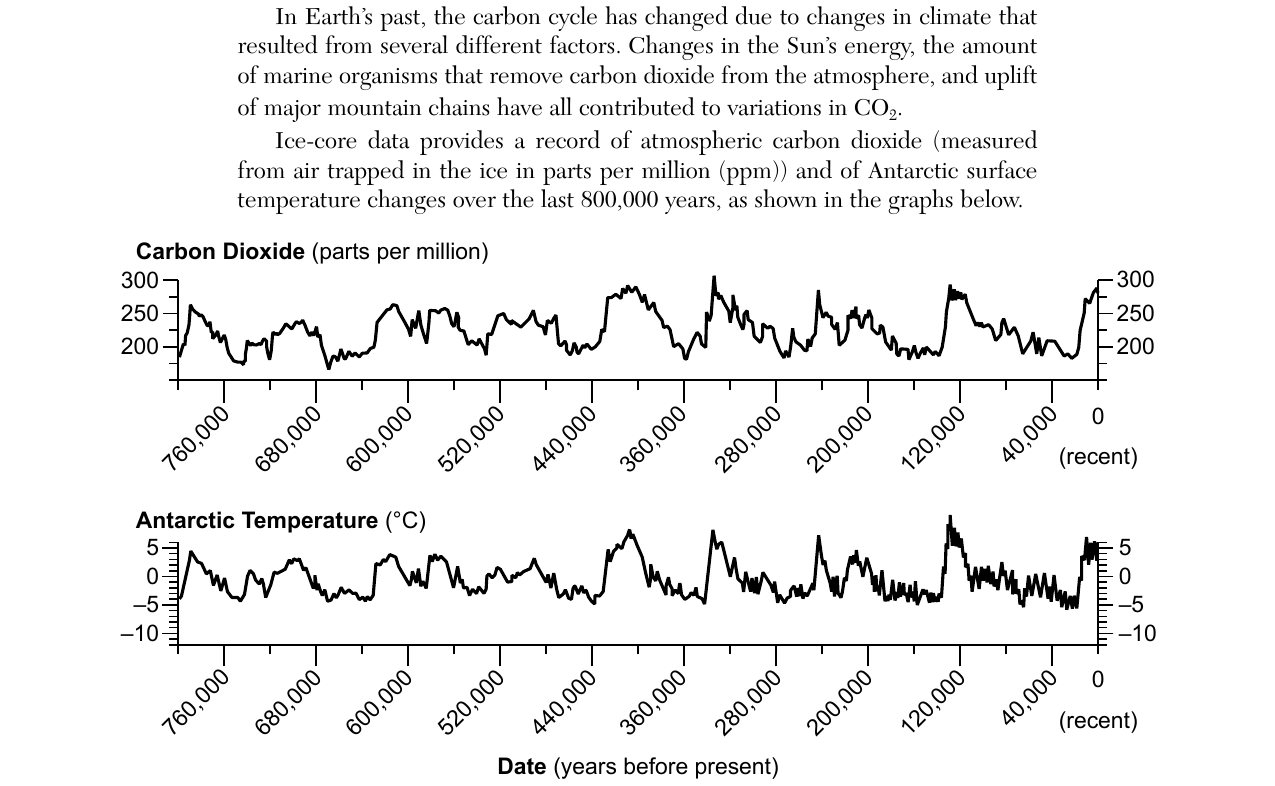 In Earth’s past, the carbon cycle has changed due to changes in climate that
resulted from several different factors. Changes in the Sun’s energy, the amount
of marine organisms that remove carbon dioxide from the atmosphere, and uplift
of major mountain chains have all contributed to variations in CO₂.
Ice-core data provides a record of atmospheric carbon dioxide (measured
from air trapped in the ice in parts per million (ppm)) and of Antarctic surface
temperature changes over the last 800,000 years, as shown in the graphs below.
Carbon Dioxide (parts per million)
300 300
250 250
200 200
760,000 680,000 600,000 520,000 440,000 360,000 280,000 200,000 120,000 40,000 0
(recent)
Antarctic Temperature (°C)
5 5
0 0
–5 –5
–10 –10
760,000 680,000 600,000 520,000 440,000 360,000 280,000 200,000 120,000 40,000 0
(recent)
Date (years before present)